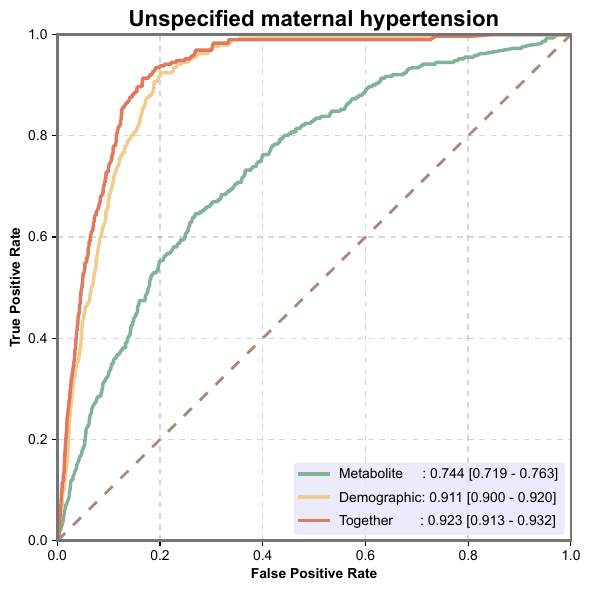 Unspecified maternal hypertension
True Positive Rate
1.0
0.8
0.6
0.4
0.2
0.0
Metabolite : 0.744 [0.719 - 0.763]
Demographic: 0.911 [0.900 - 0.920]
Together : 0.923 [0.913 - 0.932]
0.0 0.2 0.4 0.6 0.8 1.0
False Positive Rate